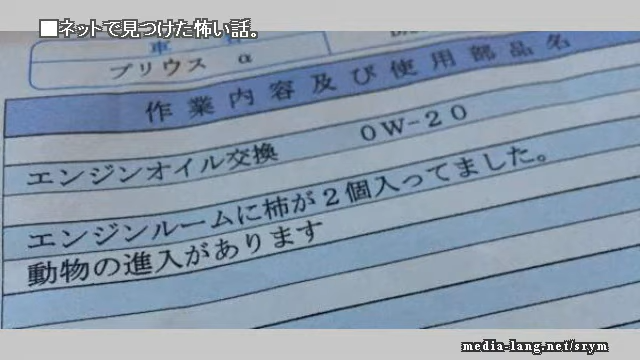 ■ネットで見つけた怖い話。
プリウス α
作業内容及び使用部品名
エンジンオイル交換 0W-20
エンジンルームに柿が2個入ってました。
動物の進入があります
media-lang.net/srym